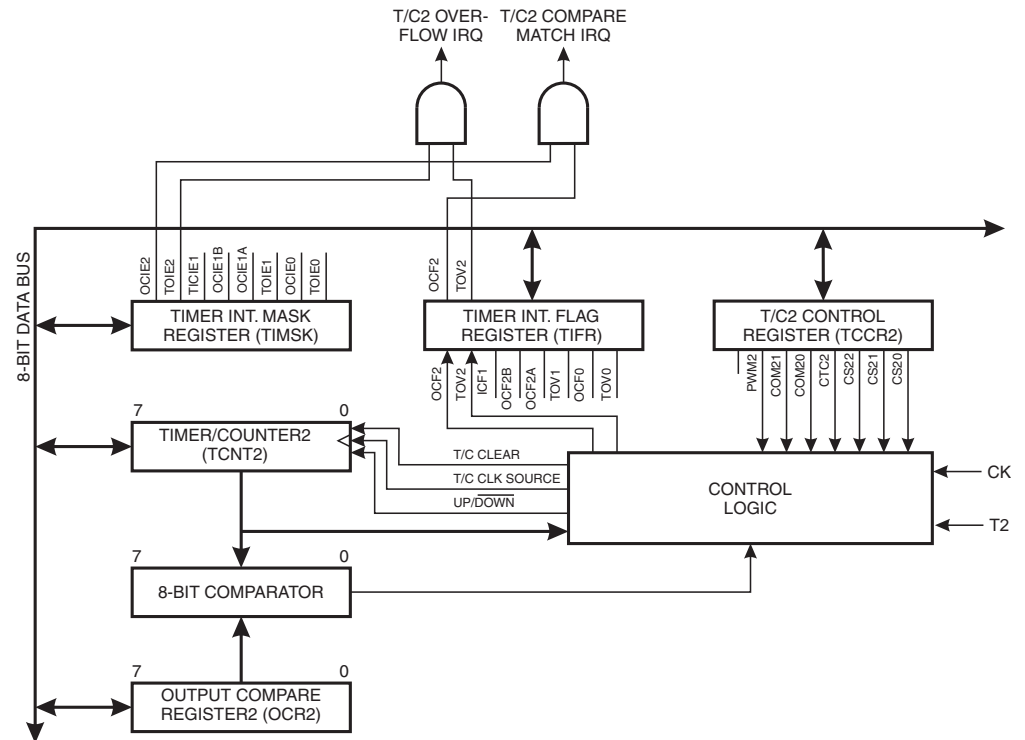 T/C2 OVER-
FLOW IRQ
T/C2 COMPARE
MATCH IRQ
8-BIT DATA BUS
OCIE2
TOIE2
TICIE1
OCIE1B
OCIE1A
TOIE1
OCIE0
TOIE0
OCF2
TOV2
TIMER INT. MASK
REGISTER (TIMSK)
TIMER INT. FLAG
REGISTER (TIFR)
T/C2 CONTROL
REGISTER (TCCR2)
OCF2
TOV2
ICF1
OCF2B
OCF2A
TOV1
OCF0
TOV0
PWM2
COM21
COM20
CTC2
CS22
CS21
CS20
7
0
TIMER/COUNTER2
(TCNT2)
T/C CLEAR
T/C CLK SOURCE
UP/DOWN
CONTROL
LOGIC
CK
T2
7
0
8-BIT COMPARATOR
7
0
OUTPUT COMPARE
REGISTER2 (OCR2)